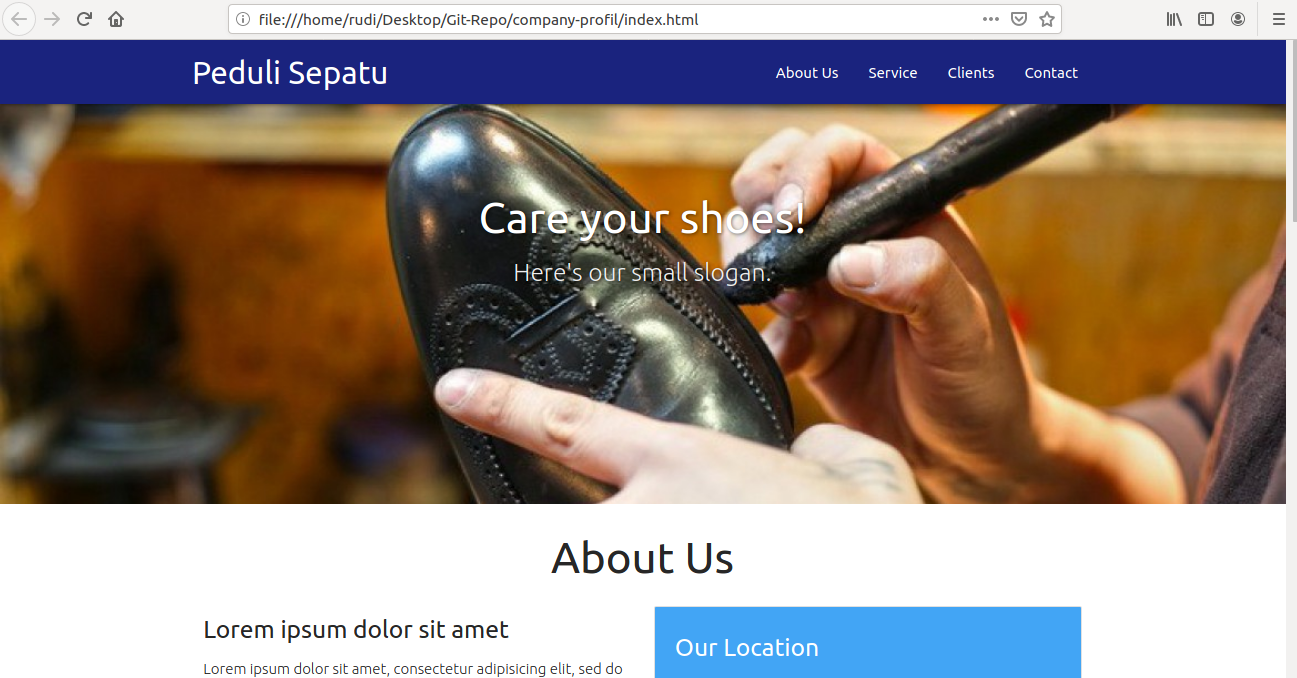 file:///home/rudi/Desktop/Git-Repo/company-profil/index.html
Peduli Sepatu
About Us Service Clients Contact
Care your shoes!
Here's our small slogan.
About Us
Lorem ipsum dolor sit amet
Lorem ipsum dolor sit amet, consectetur adipisicing elit, sed do
Our Location